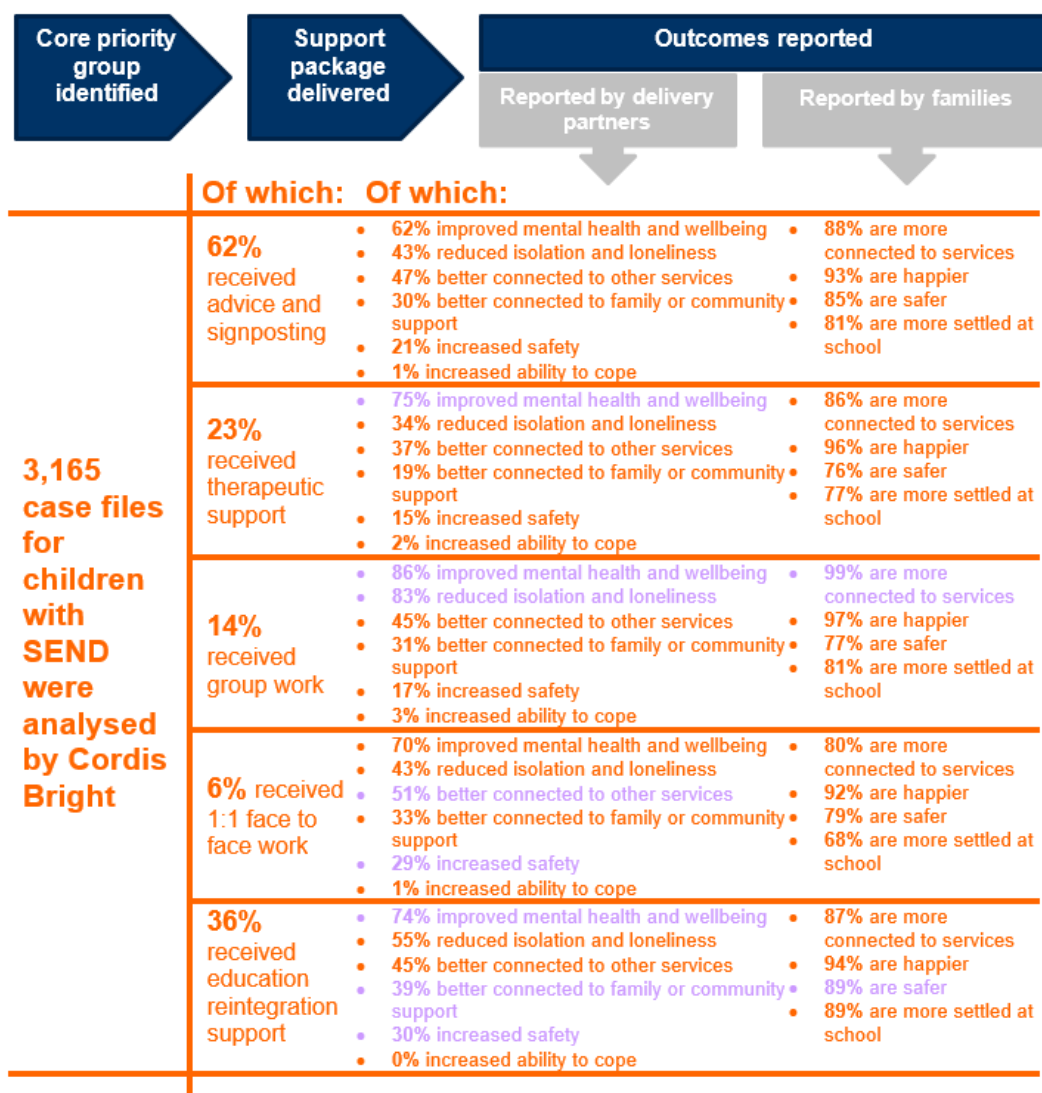 Core priority
group
identified
Support
package
delivered
Outcomes reported
Reported by delivery
partners
Reported by families
Of which:
Of which:
3,165
case files
for
children
with
SEND
were
analysed
by Cordis
Bright
62%
received
advice and
signposting
• 62% improved mental health and wellbeing
• 43% reduced isolation and loneliness
• 47% better connected to other services
• 30% better connected to family or community
support
• 21% increased safety
• 1% increased ability to cope
• 88% are more
connected to services
• 93% are happier
• 85% are safer
• 81% are more settled at
school
23%
received
therapeutic
support
• 75% improved mental health and wellbeing
• 34% reduced isolation and loneliness
• 37% better connected to other services
• 19% better connected to family or community
support
• 15% increased safety
• 2% increased ability to cope
• 86% are more
connected to services
• 96% are happier
• 76% are safer
• 77% are more settled at
school
14%
received
group work
• 86% improved mental health and wellbeing
• 83% reduced isolation and loneliness
• 45% better connected to other services
• 31% better connected to family or community
support
• 17% increased safety
• 3% increased ability to cope
• 99% are more
connected to services
• 97% are happier
• 77% are safer
• 81% are more settled at
school
6% received
1:1 face to
face work
• 70% improved mental health and wellbeing
• 43% reduced isolation and loneliness
• 51% better connected to other services
• 33% better connected to family or community
support
• 29% increased safety
• 1% increased ability to cope
• 80% are more
connected to services
• 92% are happier
• 79% are safer
• 68% are more settled at
school
36%
received
education
reintegration
support
• 74% improved mental health and wellbeing
• 55% reduced isolation and loneliness
• 45% better connected to other services
• 39% better connected to family or community
support
• 30% increased safety
• 0% increased ability to cope
• 87% are more
connected to services
• 94% are happier
• 89% are safer
• 89% are more settled at
school